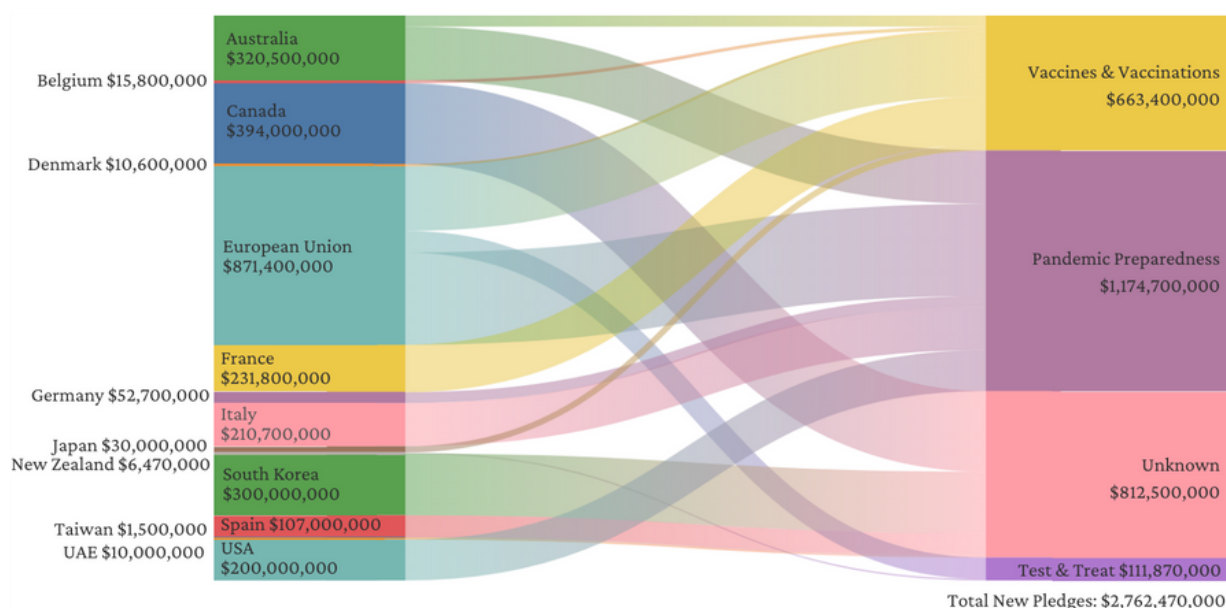 Australia
$320,500,000
Belgium $15,800,000
Canada
$394,000,000
Denmark $10,600,000
European Union
$871,400,000
France
$231,800,000
Germany $52,700,000
Italy
$210,700,000
Japan $30,000,000
New Zealand $6,470,000
South Korea
$300,000,000
Spain $107,000,000
Taiwan $1,500,000
UAE $10,000,000
USA
$200,000,000
Vaccines & Vaccinations
$663,400,000
Pandemic Preparedness
$1,174,700,000
Unknown
$812,500,000
Test & Treat $111,870,000
Total New Pledges: $2,762,470,000